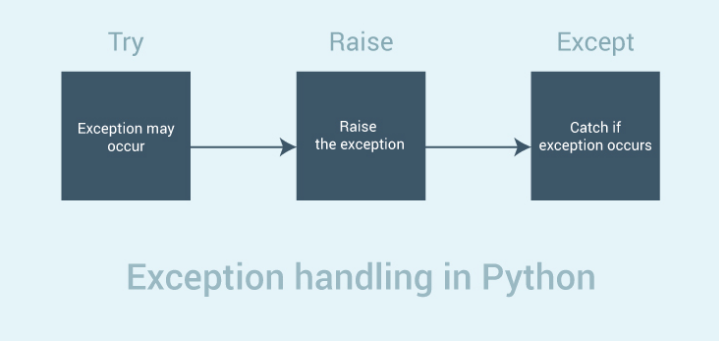 Try
Raise
Except
Exception may
occur
Raise
the exception
Catch if
exception occurs
Exception handling in Python